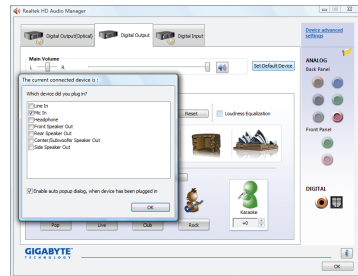 Realtek HD Audio Manager
Digital Output(Optical)
Digital Output
Digital Input
Device advanced
settings
Main Volume
L
R
Set Default Device
ANALOG
Back Panel
The current connected device is :
Which device did you plug in?
Line In
Mic In
Headphone
Front Speaker Out
Rear Speaker Out
Center/Subwoofer Speaker Out
Side Speaker Out
Enable auto popup dialog, when device has been plugged in
OK
Reset
Loudness Equalization
Front Panel
Karaoke
+0
Pop
Live
Club
Rock
DIGITAL
GIGABYTE
TECHNOLOGY
OK